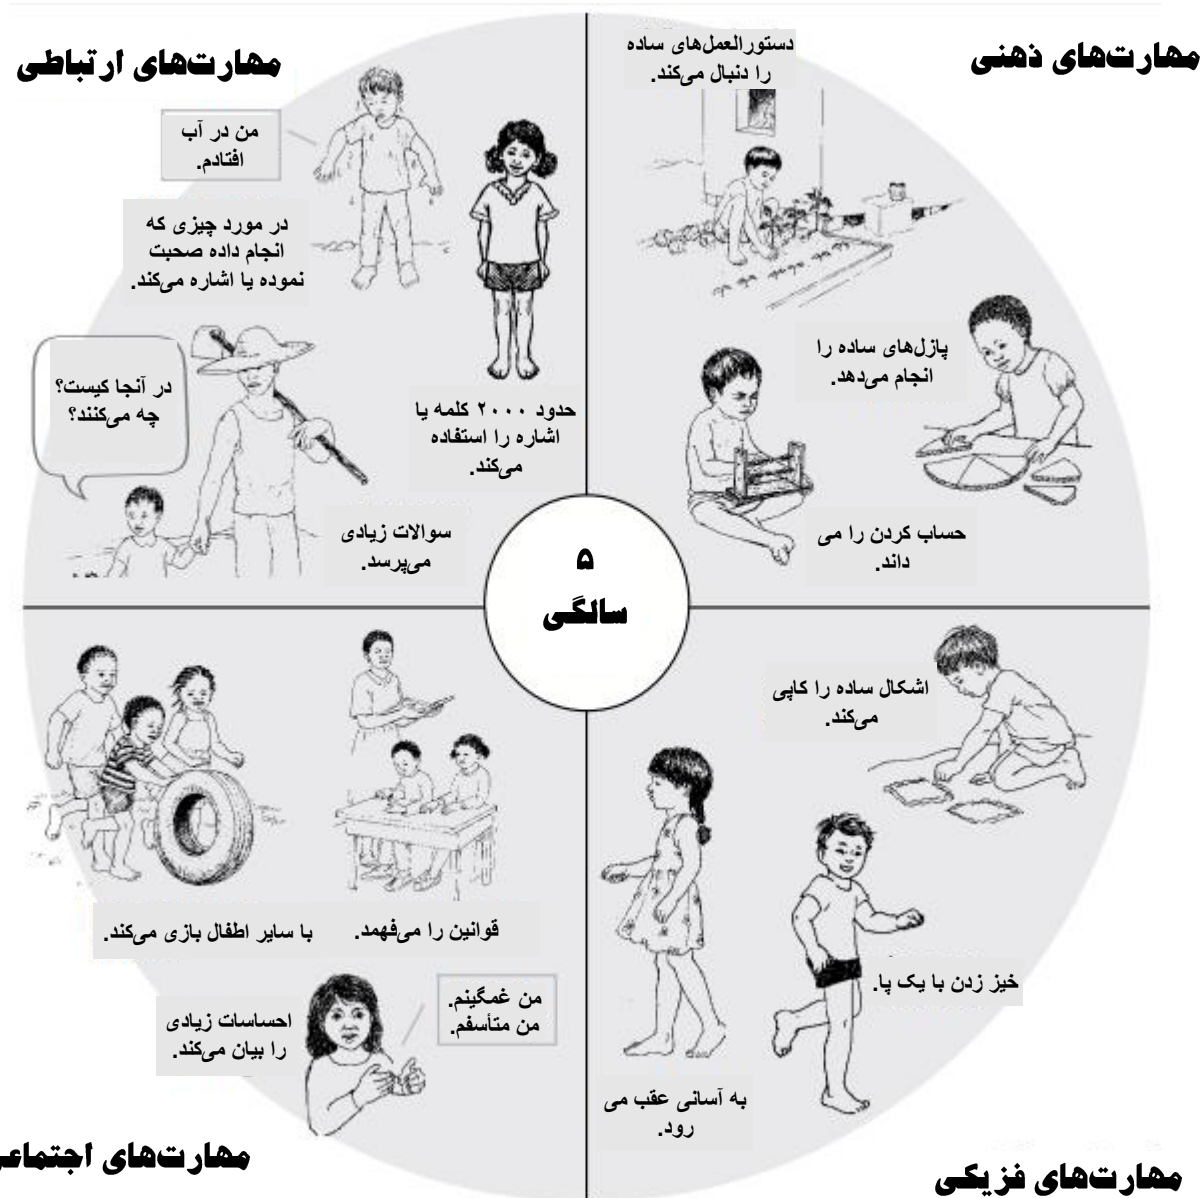 مهارت‌های ذهنی
دستورالعمل‌های ساده
را دنبال می‌کند.
پازل‌های ساده را
انجام می‌دهد.
حساب کردن را می
داند.
مهارت‌های ارتباطی
من در آب
افتادم.
در مورد چیزی که
انجام داده صحبت
نموده یا اشاره می‌کند.
حدود ۲۰۰۰ کلمه یا
اشاره را استفاده
می‌کند.
در آنجا کیست؟
چه می‌کنند؟
سوالات زیادی
می‌پرسد.
۵
سالگی
اشکال ساده را کاپی
می‌کند.
خیز زدن با یک پا.
به آسانی عقب می
رود.
مهارت‌های فزیکی
قوانین را می‌فهمد.
با سایر اطفال بازی می‌کند.
من غمگینم.
من متأسفم.
احساسات زیادی
را بیان می‌کند.
مهارت‌های اجتماعی